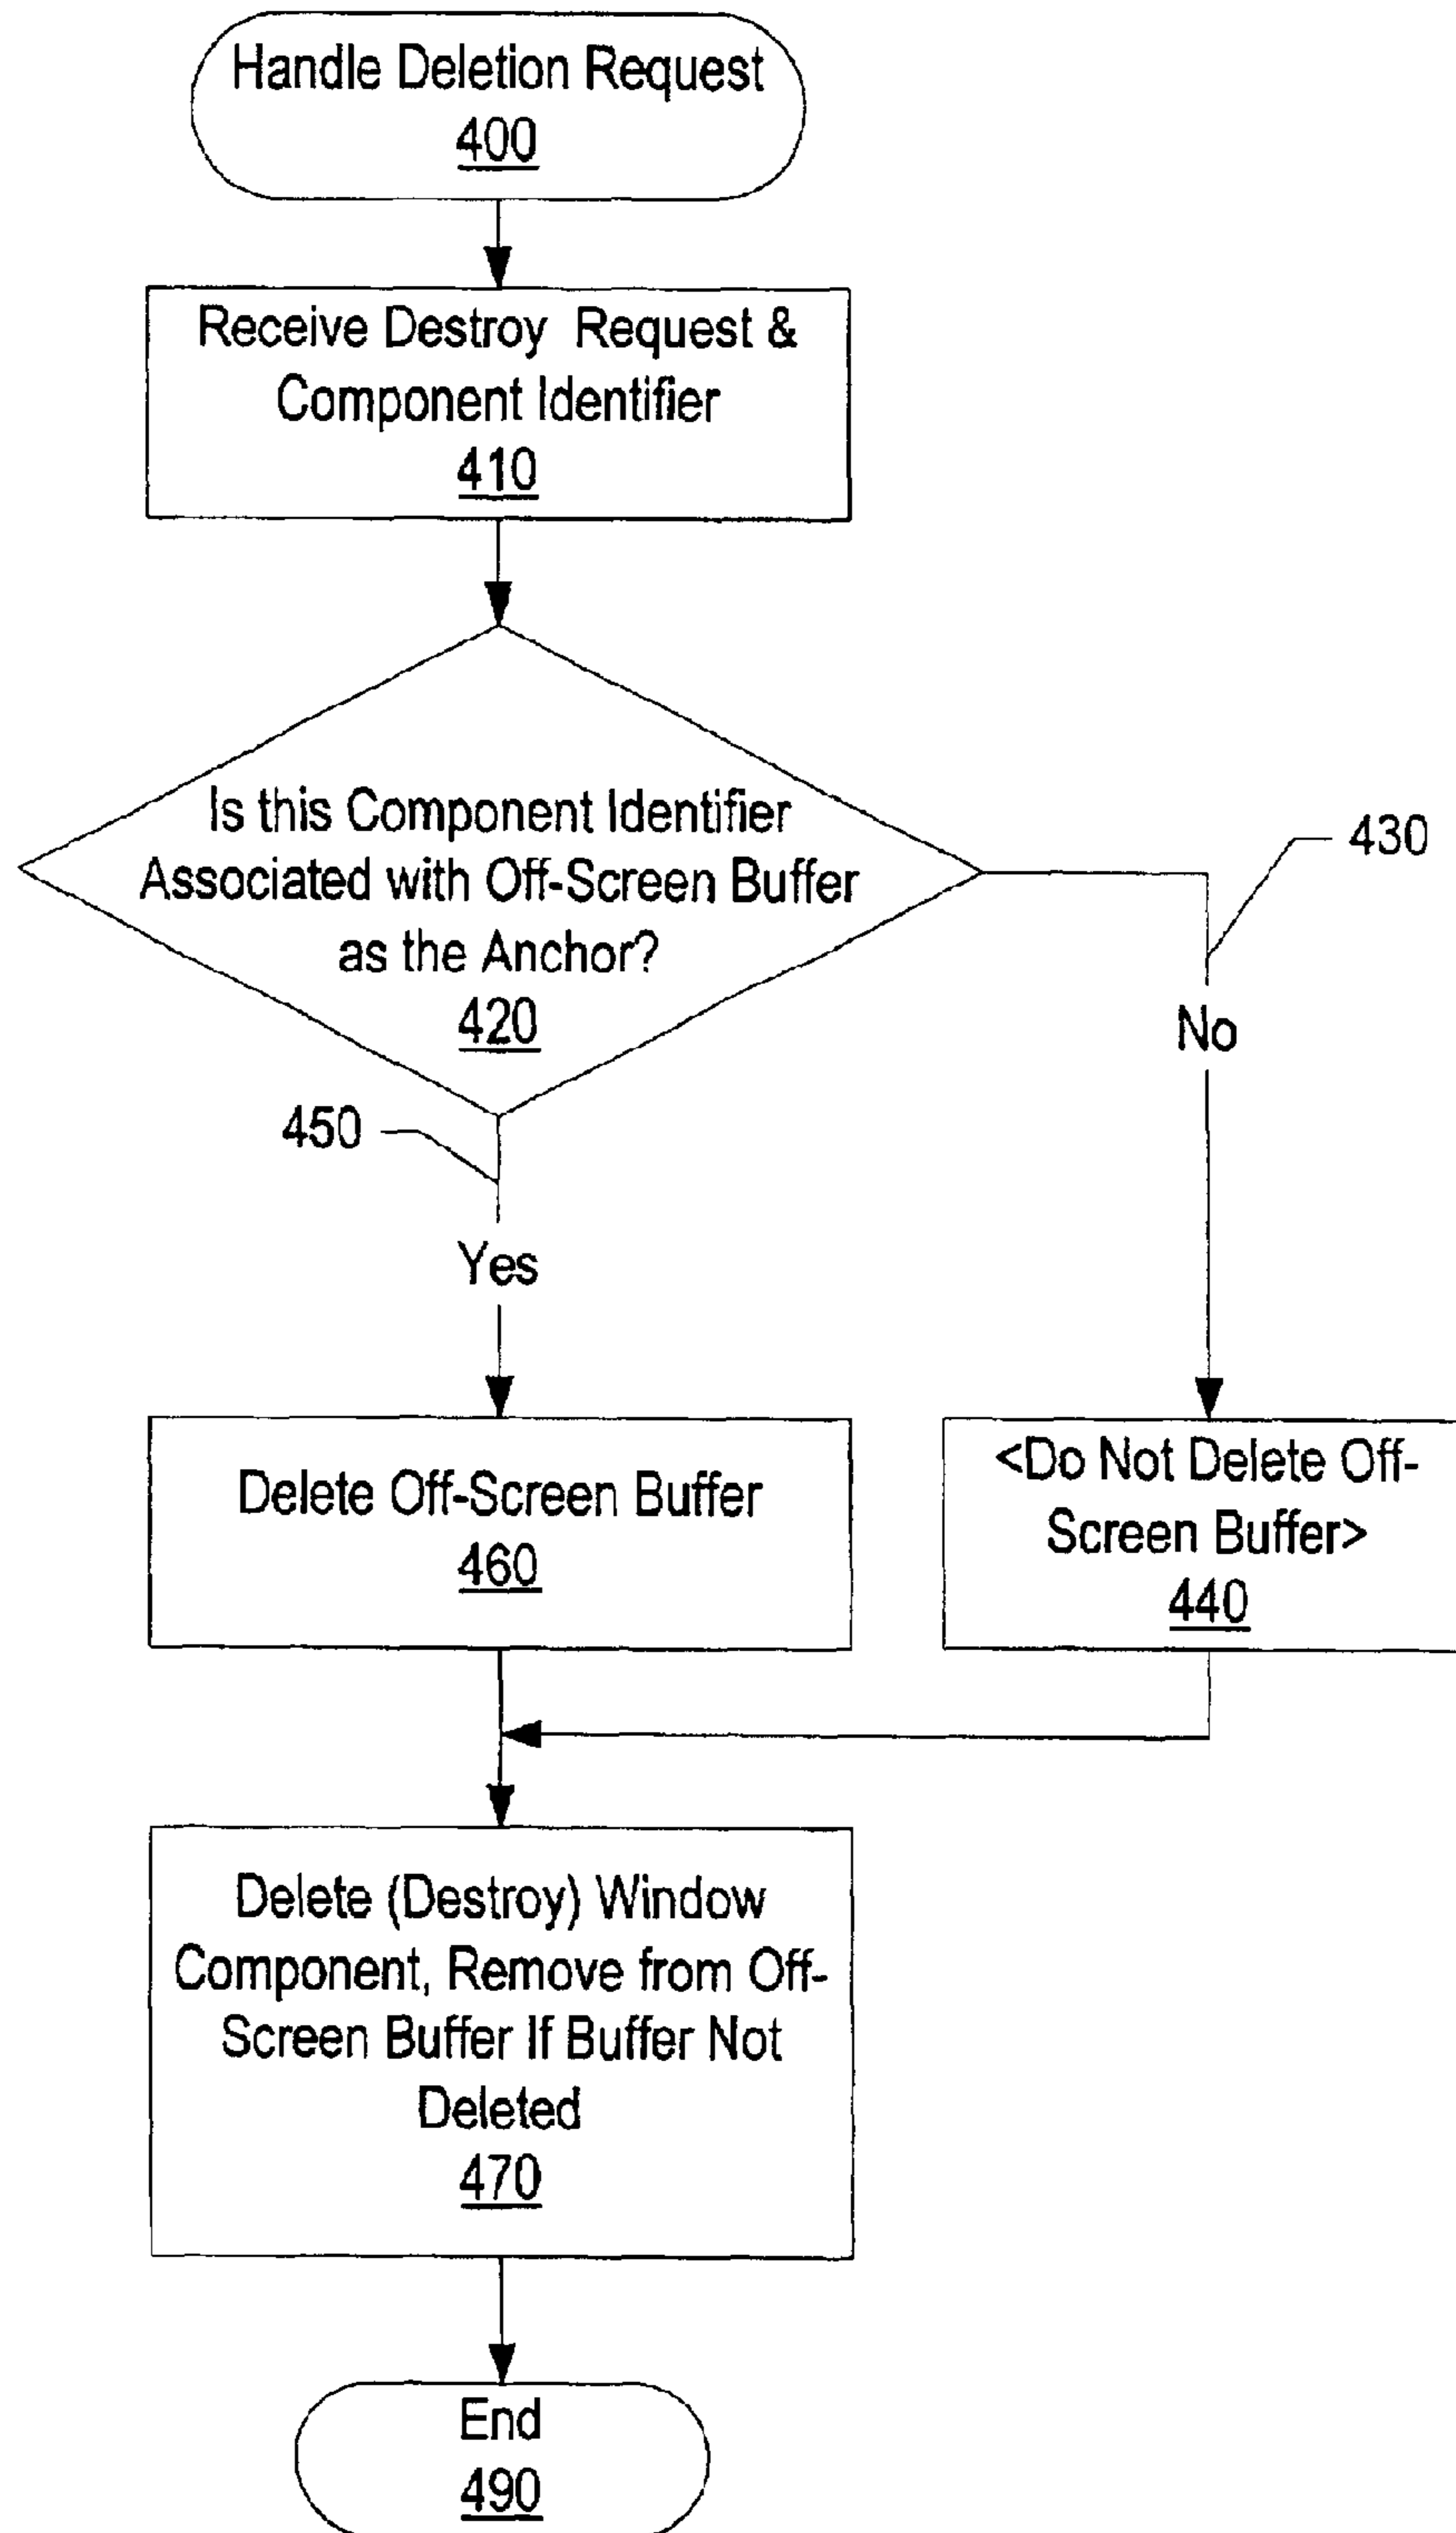 Handle Deletion Request
400
Receive Destroy Request &
Component Identifier
410
Is this Component Identifier
Associated with Off-Screen Buffer
as the Anchor?
420
430
No
450
Yes
Delete Off-Screen Buffer
460
<Do Not Delete Off-
Screen Buffer>
440
Delete (Destroy) Window
Component, Remove from Off-
Screen Buffer If Buffer Not
Deleted
470
End
490